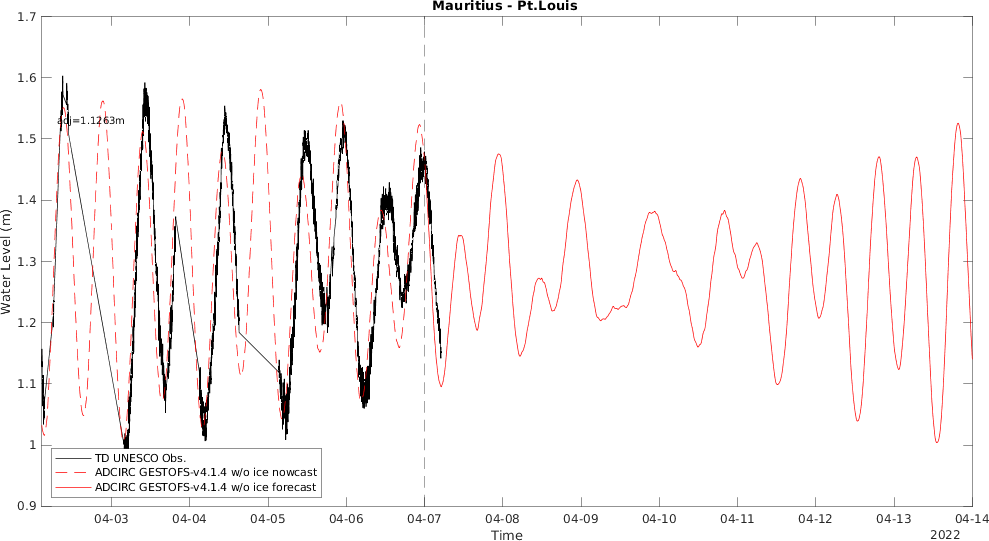 Mauritius - Pt.Louis
1.7
1.6
1.5
1.4
1.3
1.2
1.1
1
0.9
Water Level (m)
adj=1.1263m
TD UNESCO Obs.
ADCIRC GESTOFS-v4.1.4 w/o ice nowcast
ADCIRC GESTOFS-v4.1.4 w/o ice forecast
04-03 04-04 04-05 04-06 04-07 04-08 04-09 04-10 04-11 04-12 04-13 04-14
Time
2022